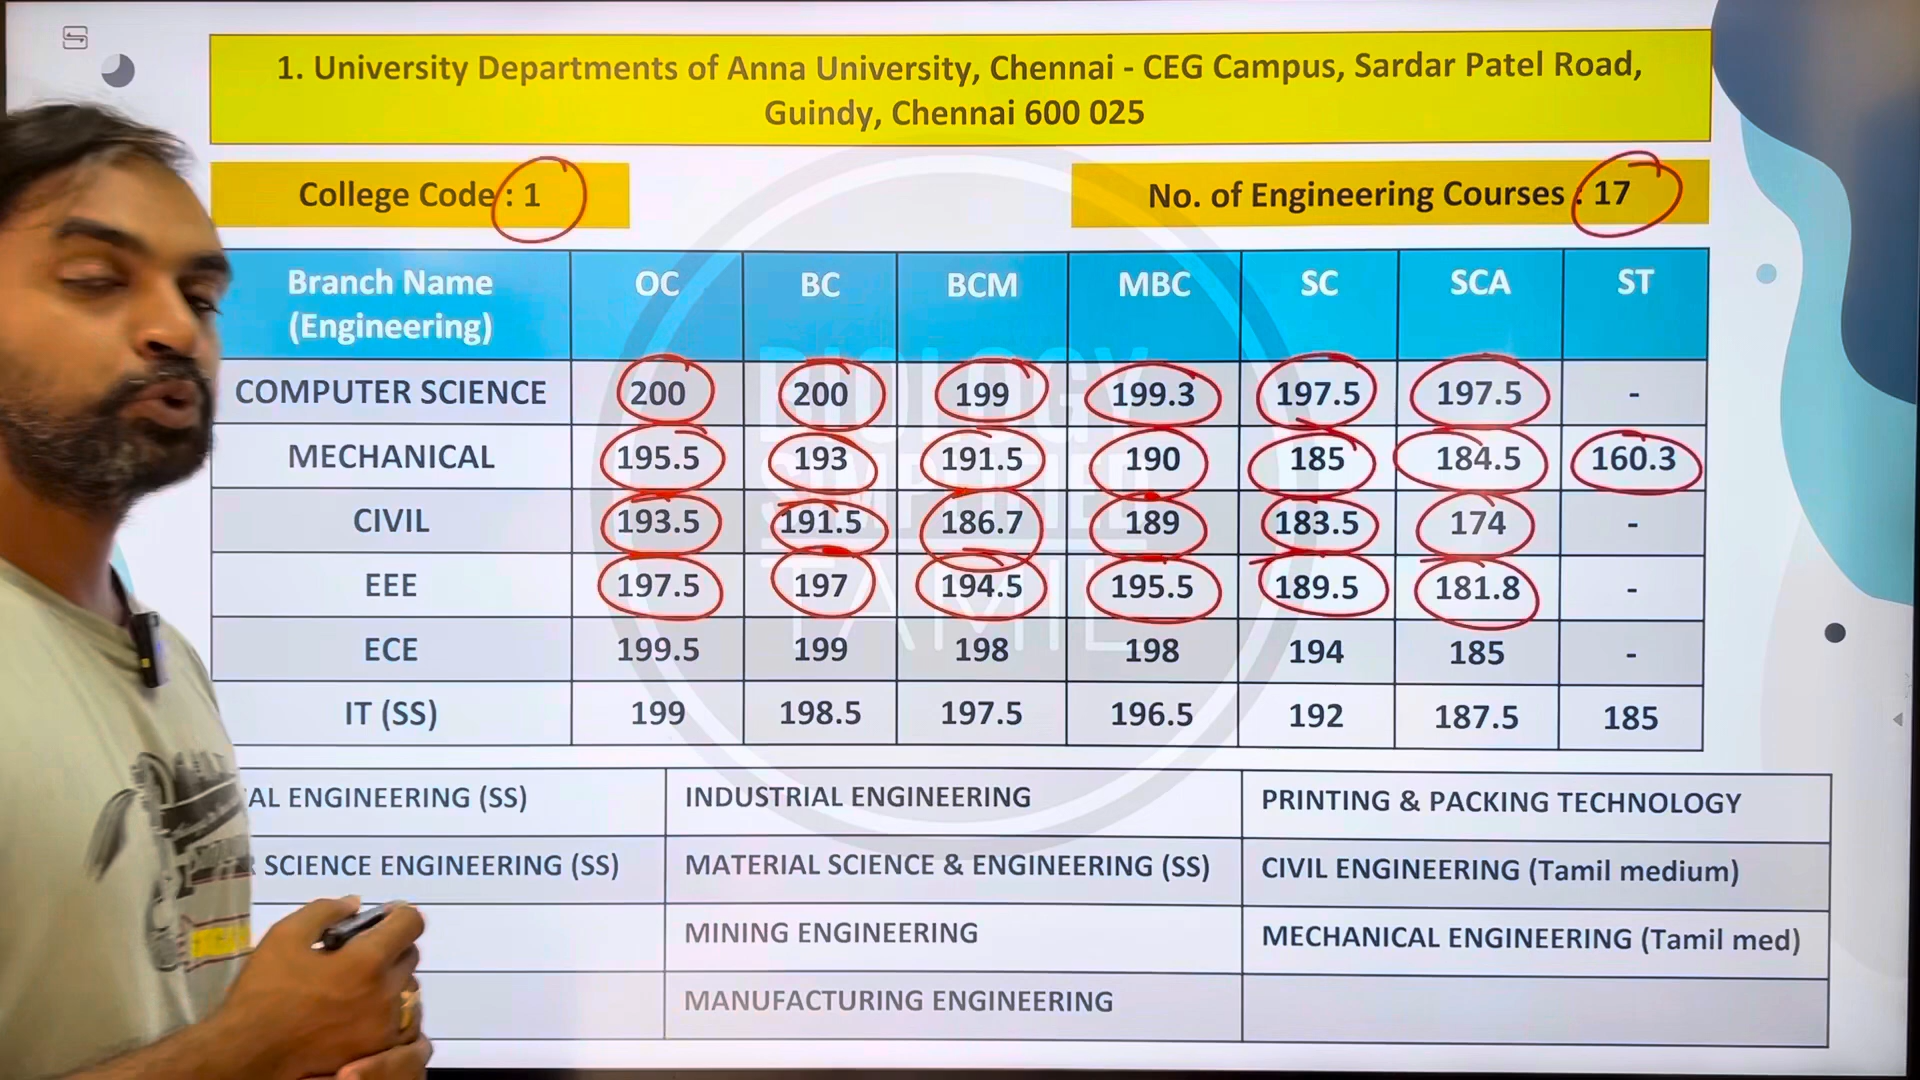 1. University Departments of Anna University, Chennai - CEG Campus, Sardar Patel Road,
Guindy, Chennai 600 025
College Code : 1
No. of Engineering Courses : 17
Branch Name
(Engineering)
OC BC BCM MBC SC SCA ST
COMPUTER SCIENCE 200 200 199 199.3 197.5 197.5 -
MECHANICAL 195.5 193 191.5 190 185 184.5 160.3
CIVIL 193.5 191.5 186.7 189 183.5 174 -
EEE 197.5 197 194.5 195.5 189.5 181.8 -
ECE 199.5 199 198 198 194 185 -
IT (SS) 199 198.5 197.5 196.5 192 187.5 185
BIOLOGY
SIMPLIFIED
TAMIL
AL ENGINEERING (SS) INDUSTRIAL ENGINEERING PRINTING & PACKING TECHNOLOGY
SCIENCE ENGINEERING (SS) MATERIAL SCIENCE & ENGINEERING (SS) CIVIL ENGINEERING (Tamil medium)
MINING ENGINEERING MECHANICAL ENGINEERING (Tamil med)
MANUFACTURING ENGINEERING